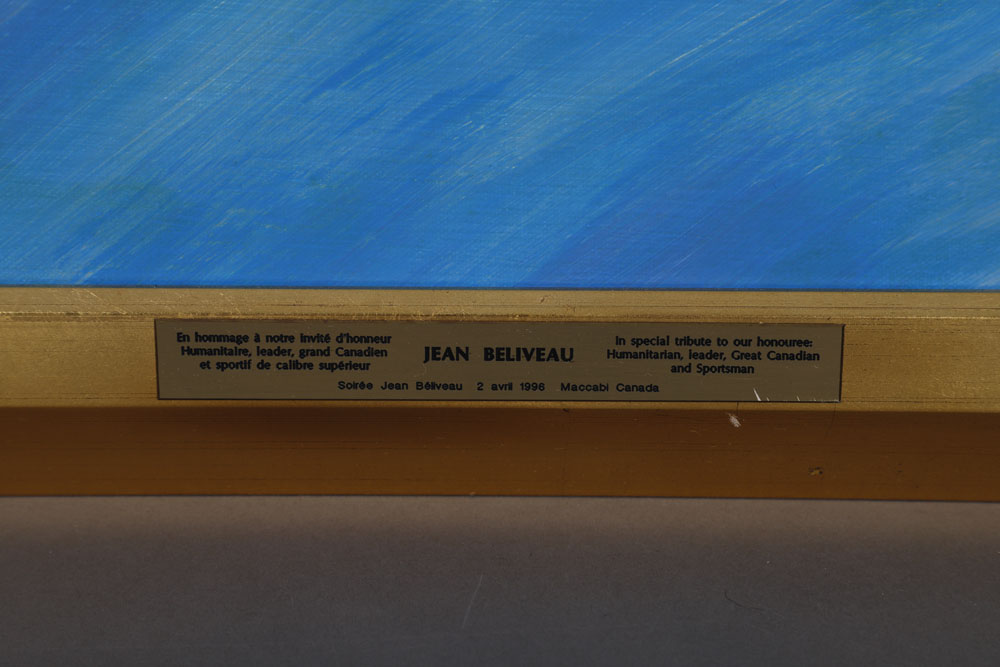 En hommage à notre invité d'honneur
Humanitaire, leader, grand Canadien
et sportif de calibre supérieur
JEAN BELIVEAU
In special tribute to our honouree:
Humanitarian, leader, Great Canadian
and Sportsman
Soirée Jean Béliveau 2 avril 1996 Maccabi Canada